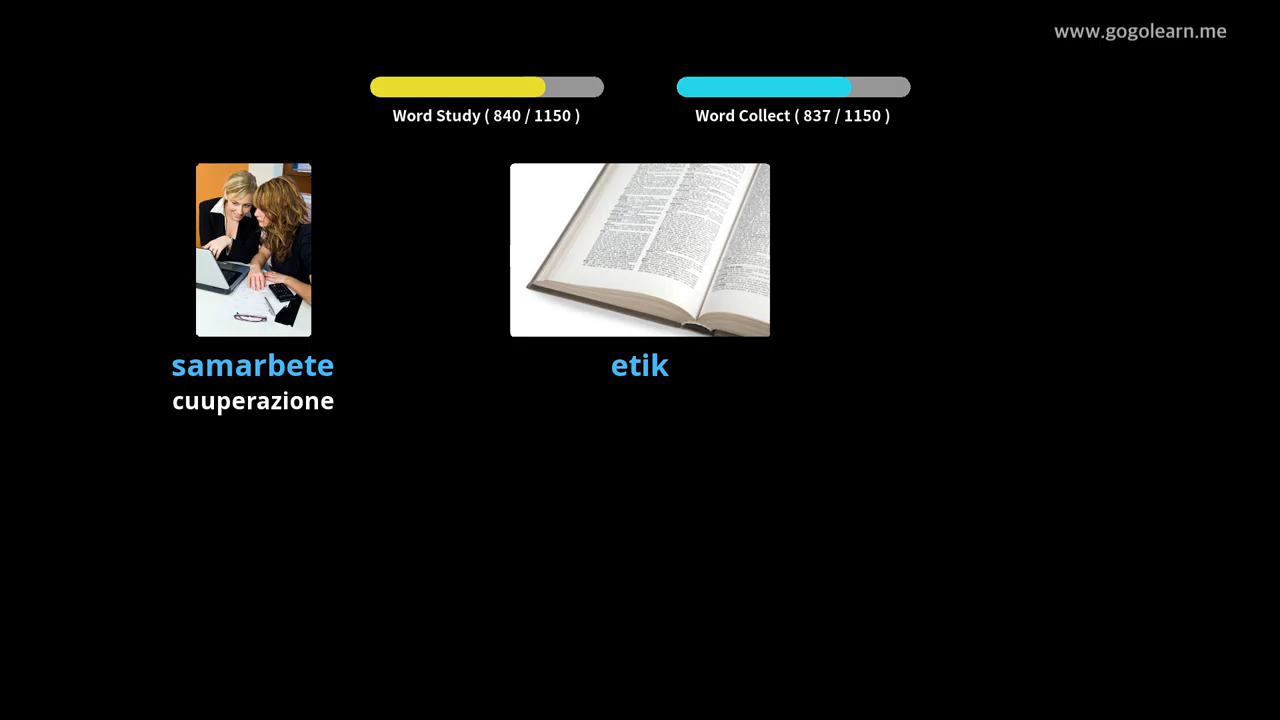 www.gogolearn.me
Word Study ( 840 / 1150 )
Word Collect ( 837 / 1150 )
samarbete
cuuperazione
etik